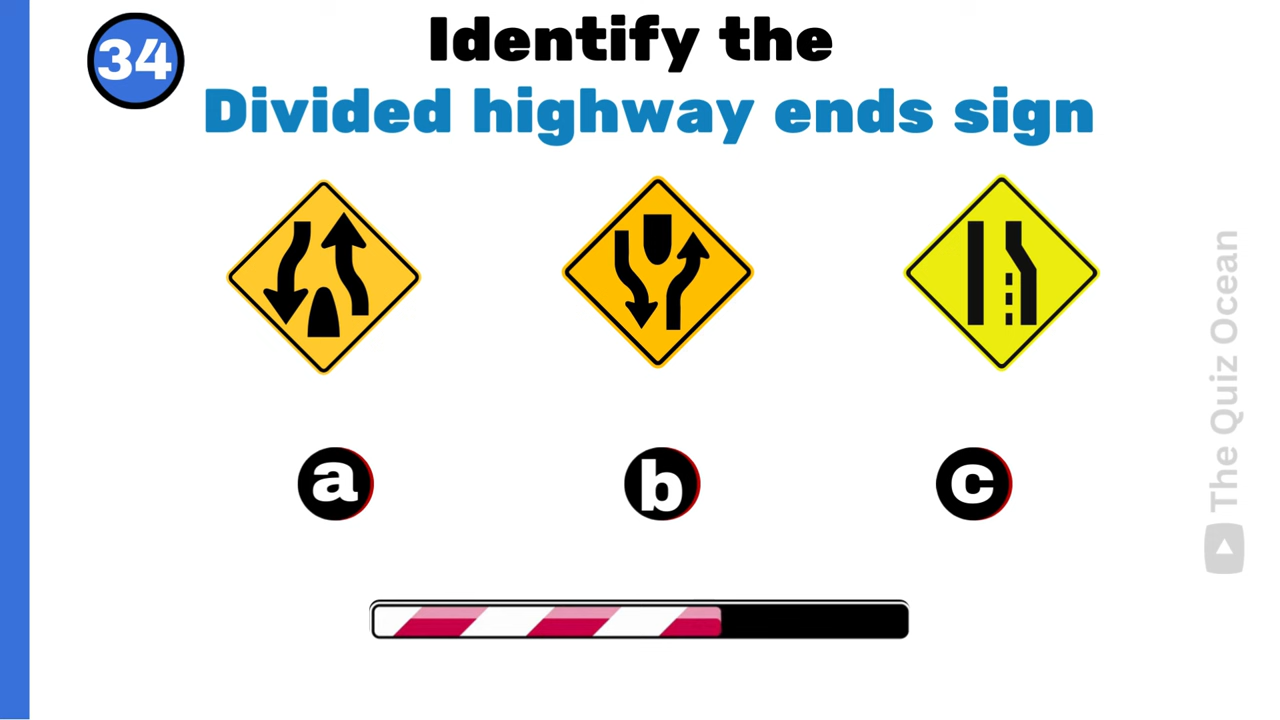 34
Identify the
Divided highway ends sign
a
b
c
The Quiz Ocean